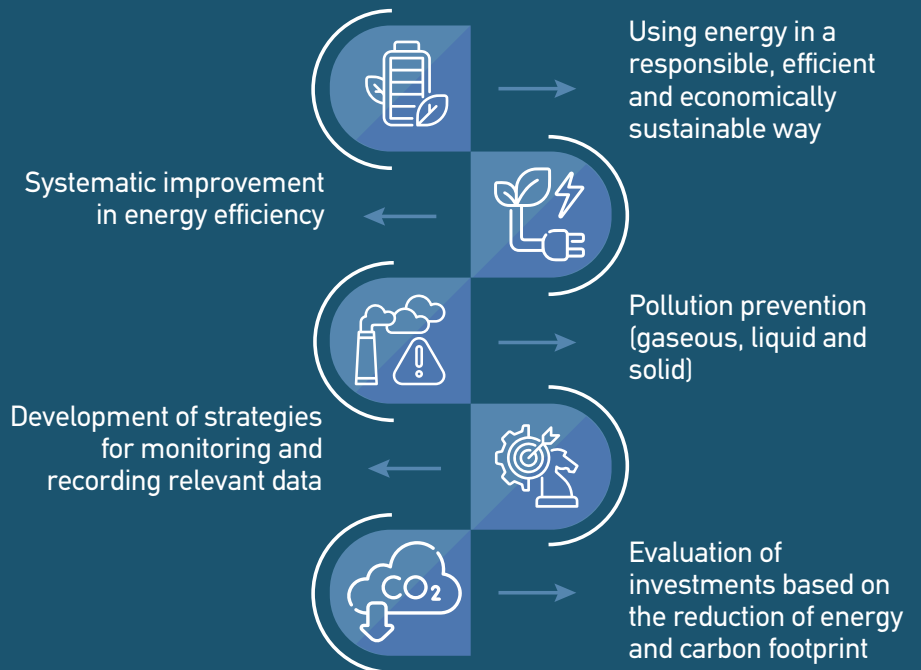 Using energy in a
responsible, efficient
and economically
sustainable way
Systematic improvement
in energy efficiency
Pollution prevention
(gaseous, liquid and
solid)
Development of strategies
for monitoring and
recording relevant data
CO2
Evaluation of
investments based on
the reduction of energy
and carbon footprint